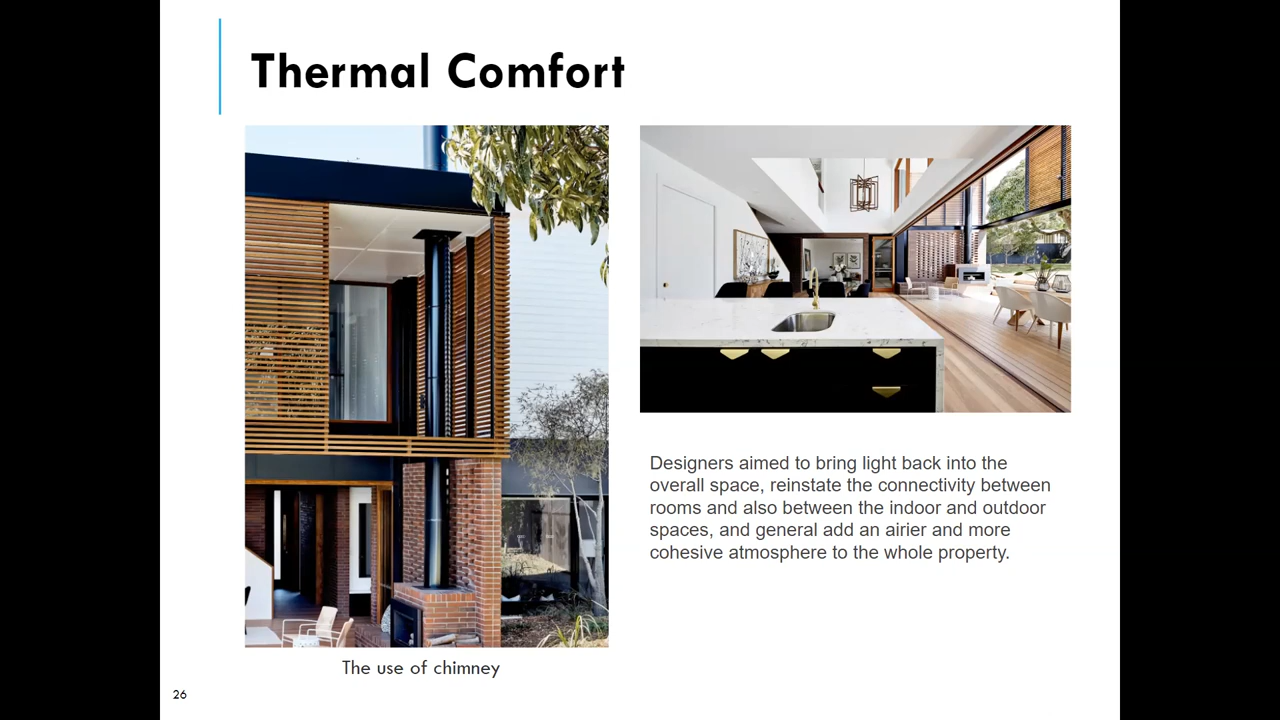 Thermal Comfort
Designers aimed to bring light back into the
overall space, reinstate the connectivity between
rooms and also between the indoor and outdoor
spaces, and general add an airier and more
cohesive atmosphere to the whole property.
The use of chimney
26